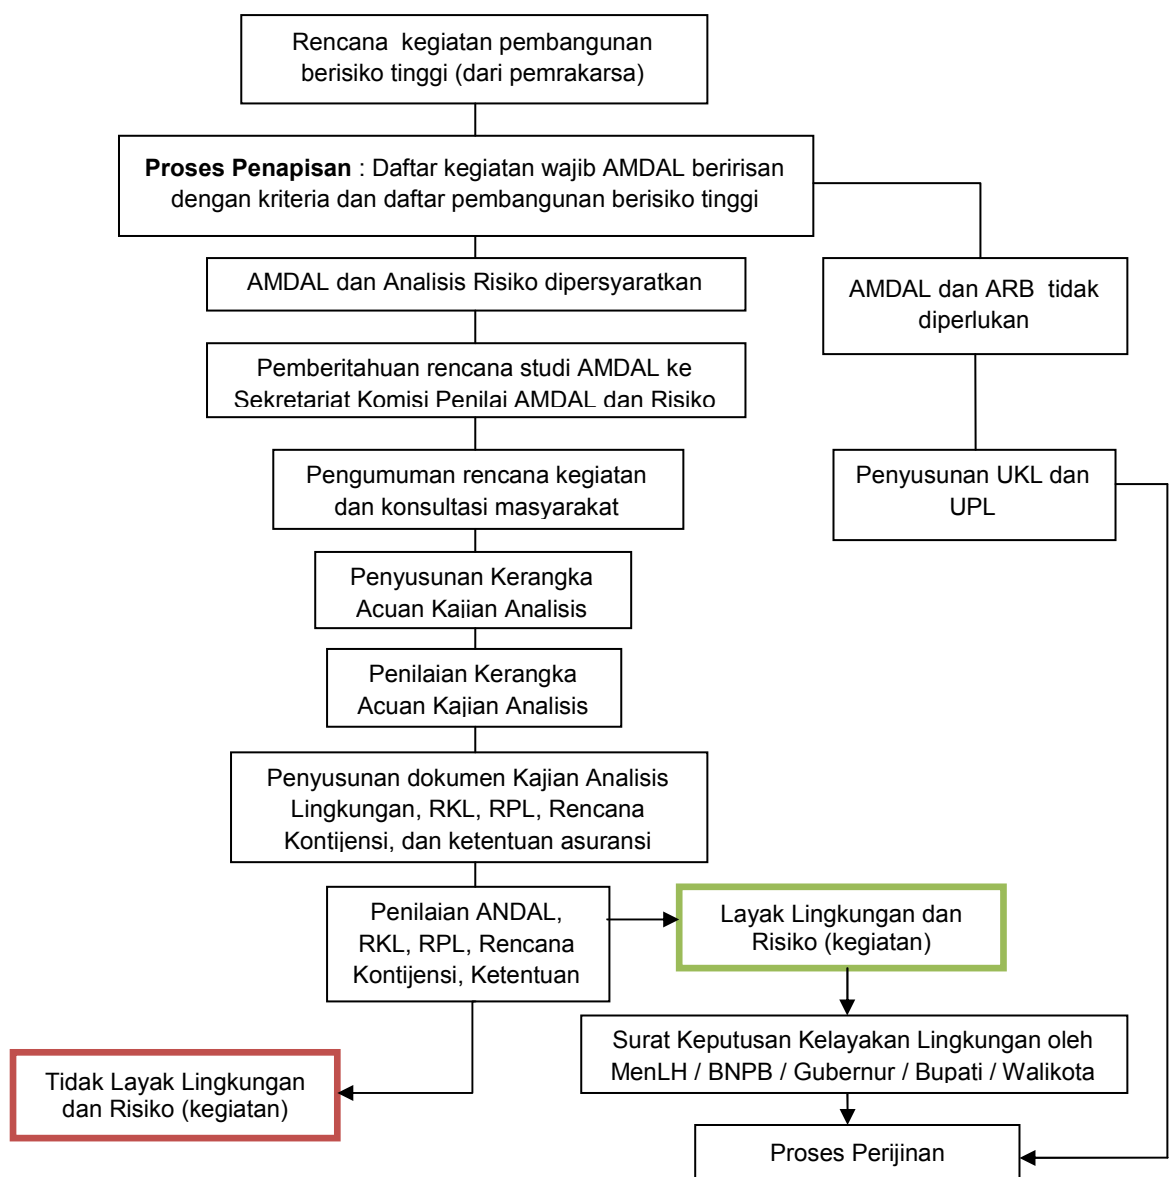 Rencana kegiatan pembangunan
berisiko tinggi (dari pemrakarsa)
Proses Penapisan : Daftar kegiatan wajib AMDAL beririsan
dengan kriteria dan daftar pembangunan berisiko tinggi
AMDAL dan Analisis Risiko dipersyaratkan
AMDAL dan ARB tidak
diperlukan
Pemberitahuan rencana studi AMDAL ke
Sekretariat Komisi Penilai AMDAL dan Risiko
Pengumuman rencana kegiatan
dan konsultasi masyarakat
Penyusunan UKL dan
UPL
Penyusunan Kerangka
Acuan Kajian Analisis
Penilaian Kerangka
Acuan Kajian Analisis
Penyusunan dokumen Kajian Analisis
Lingkungan, RKL, RPL, Rencana
Kontijensi, dan ketentuan asuransi
Penilaian ANDAL,
RKL, RPL, Rencana
Kontijensi, Ketentuan
Layak Lingkungan dan
Risiko (kegiatan)
Surat Keputusan Kelayakan Lingkungan oleh
MenLH / BNPB / Gubernur / Bupati / Walikota
Tidak Layak Lingkungan
dan Risiko (kegiatan)
Proses Perijinan